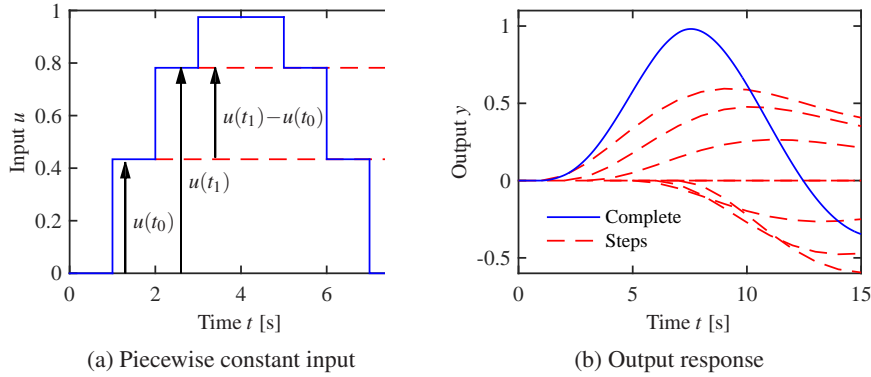 1
0.8
0.6
0.4
0.2
0
Input u
u(t₁)−u(t₀)
u(t₁)
u(t₀)
0 2 4 6
Time t [s]
(a) Piecewise constant input
1
0.5
0
-0.5
Output y
Complete
Steps
0 5 10 15
Time t [s]
(b) Output response